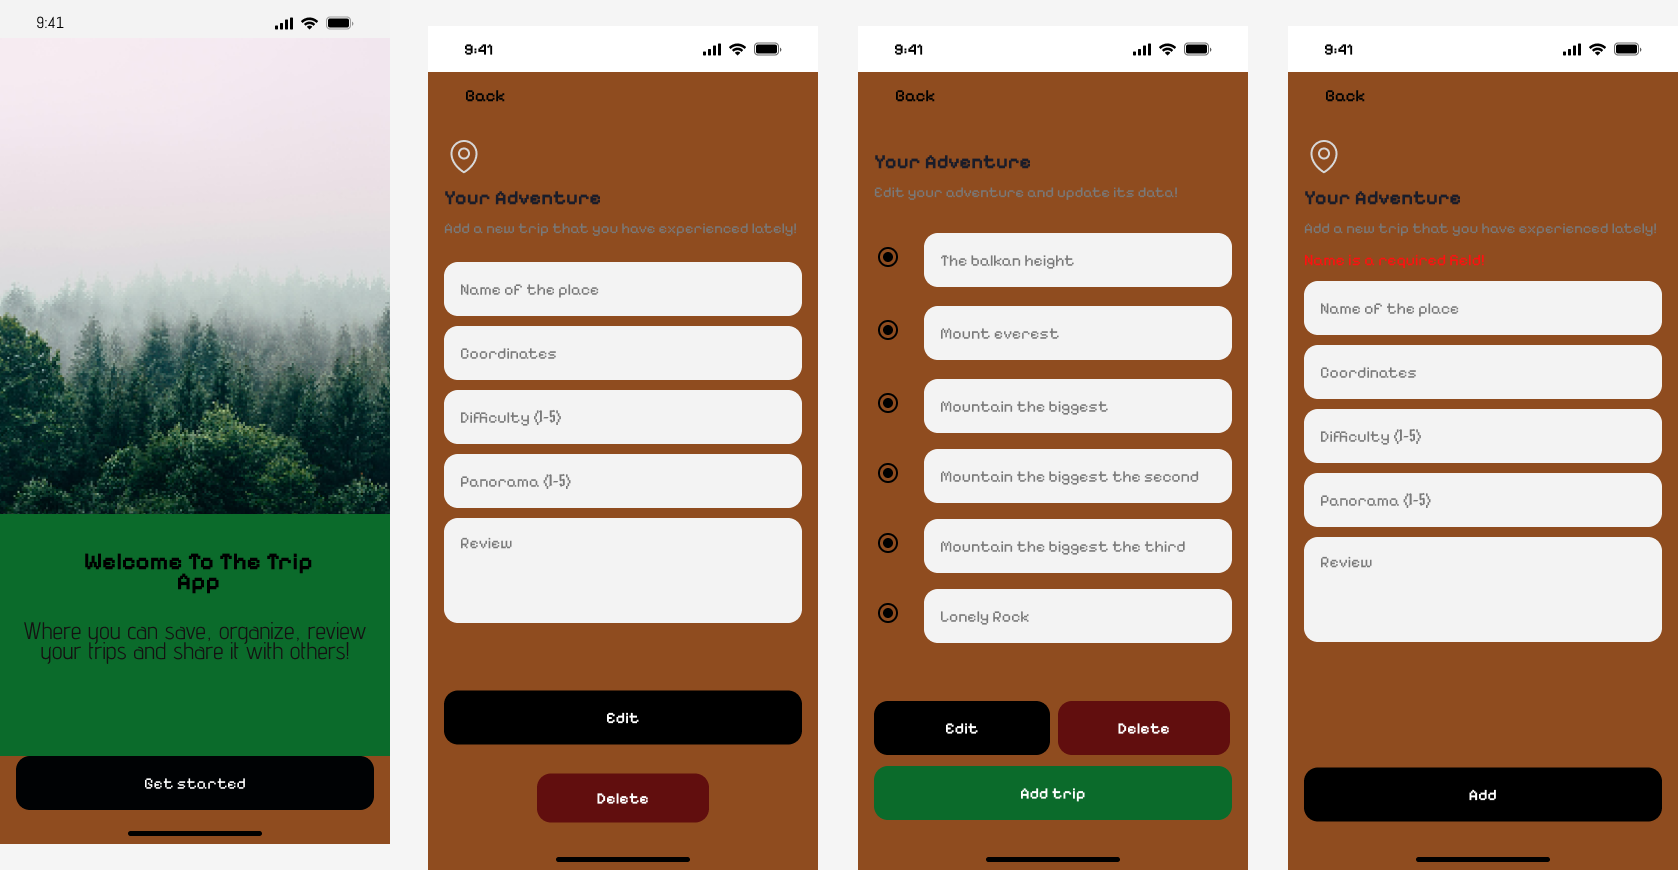 9:41
Welcome To The Trip
App
Where you can save, organize, review
your trips and share it with others!
Get started
9:41
Back
Your Adventure
Add a new trip that you have experienced lately!
Name of the place
Coordinates
Difficulty (1-5)
Panorama (1-5)
Review
Edit
Delete
9:41
Back
Your Adventure
Edit your adventure and update its data!
The balkan height
Mount everest
Mountain the biggest
Mountain the biggest the second
Mountain the biggest the third
Lonely Rock
Edit
Delete
Add trip
9:41
Back
Your Adventure
Add a new trip that you have experienced lately!
Name is a required field!
Name of the place
Coordinates
Difficulty (1-5)
Panorama (1-5)
Review
Add